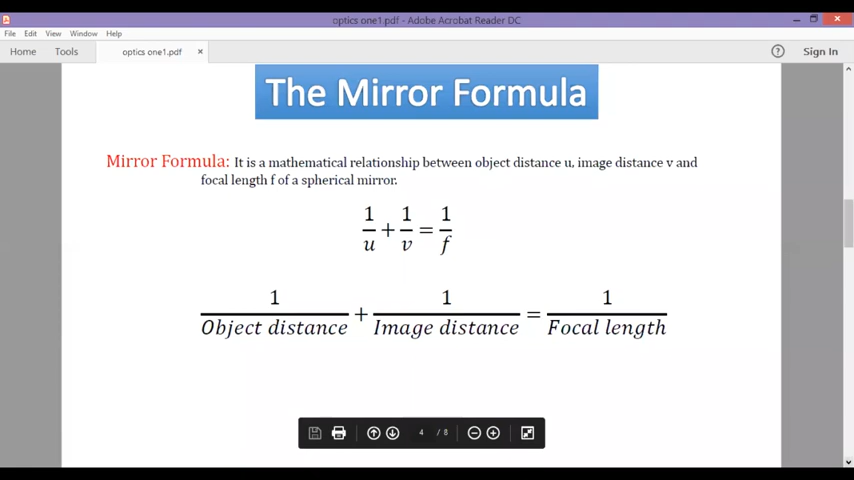 optics one1.pdf - Adobe Acrobat Reader DC
File Edit View Window Help
Home Tools optics one1.pdf × ? Sign In
The Mirror Formula
Mirror Formula: It is a mathematical relationship between object distance u, image distance v and
focal length f of a spherical mirror.
1/u + 1/v = 1/f
1/Object distance + 1/Image distance = 1/Focal length
4 / 8